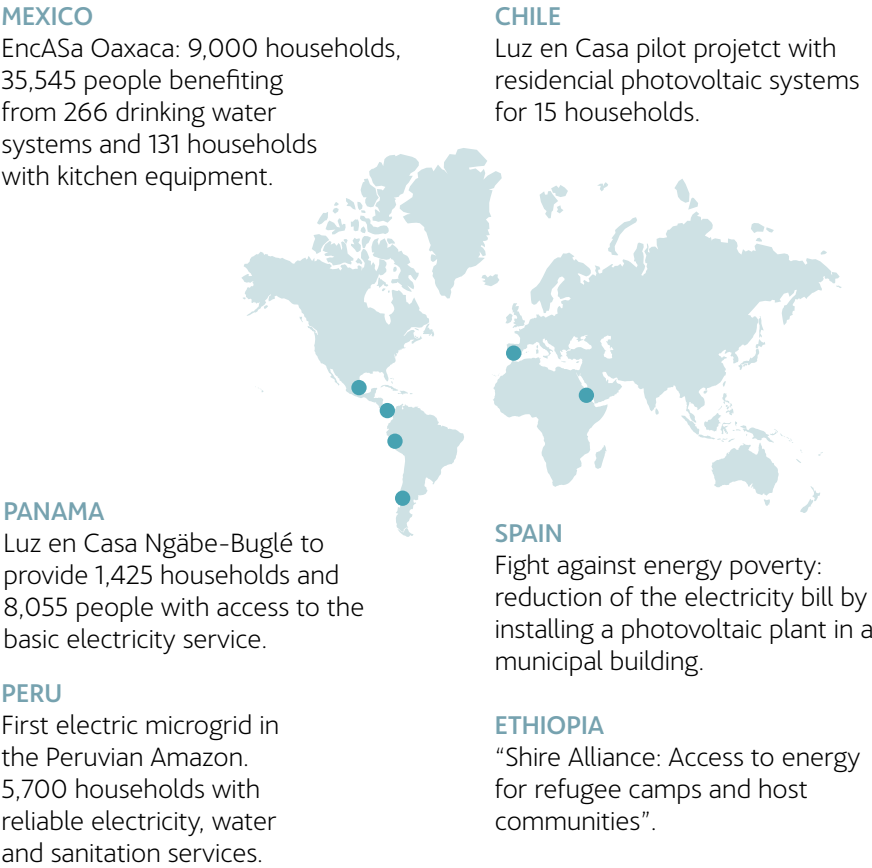 MEXICO
EncASa Oaxaca: 9,000 households,
35,545 people benefiting
from 266 drinking water
systems and 131 households
with kitchen equipment.
CHILE
Luz en Casa pilot projetct with
residencial photovoltaic systems
for 15 households.
PANAMA
Luz en Casa Ngäbe-Buglé to
provide 1,425 households and
8,055 people with access to the
basic electricity service.
PERU
First electric microgrid in
the Peruvian Amazon.
5,700 households with
reliable electricity, water
and sanitation services.
SPAIN
Fight against energy poverty:
reduction of the electricity bill by
installing a photovoltaic plant in a
municipal building.
ETHIOPIA
“Shire Alliance: Access to energy
for refugee camps and host
communities”.